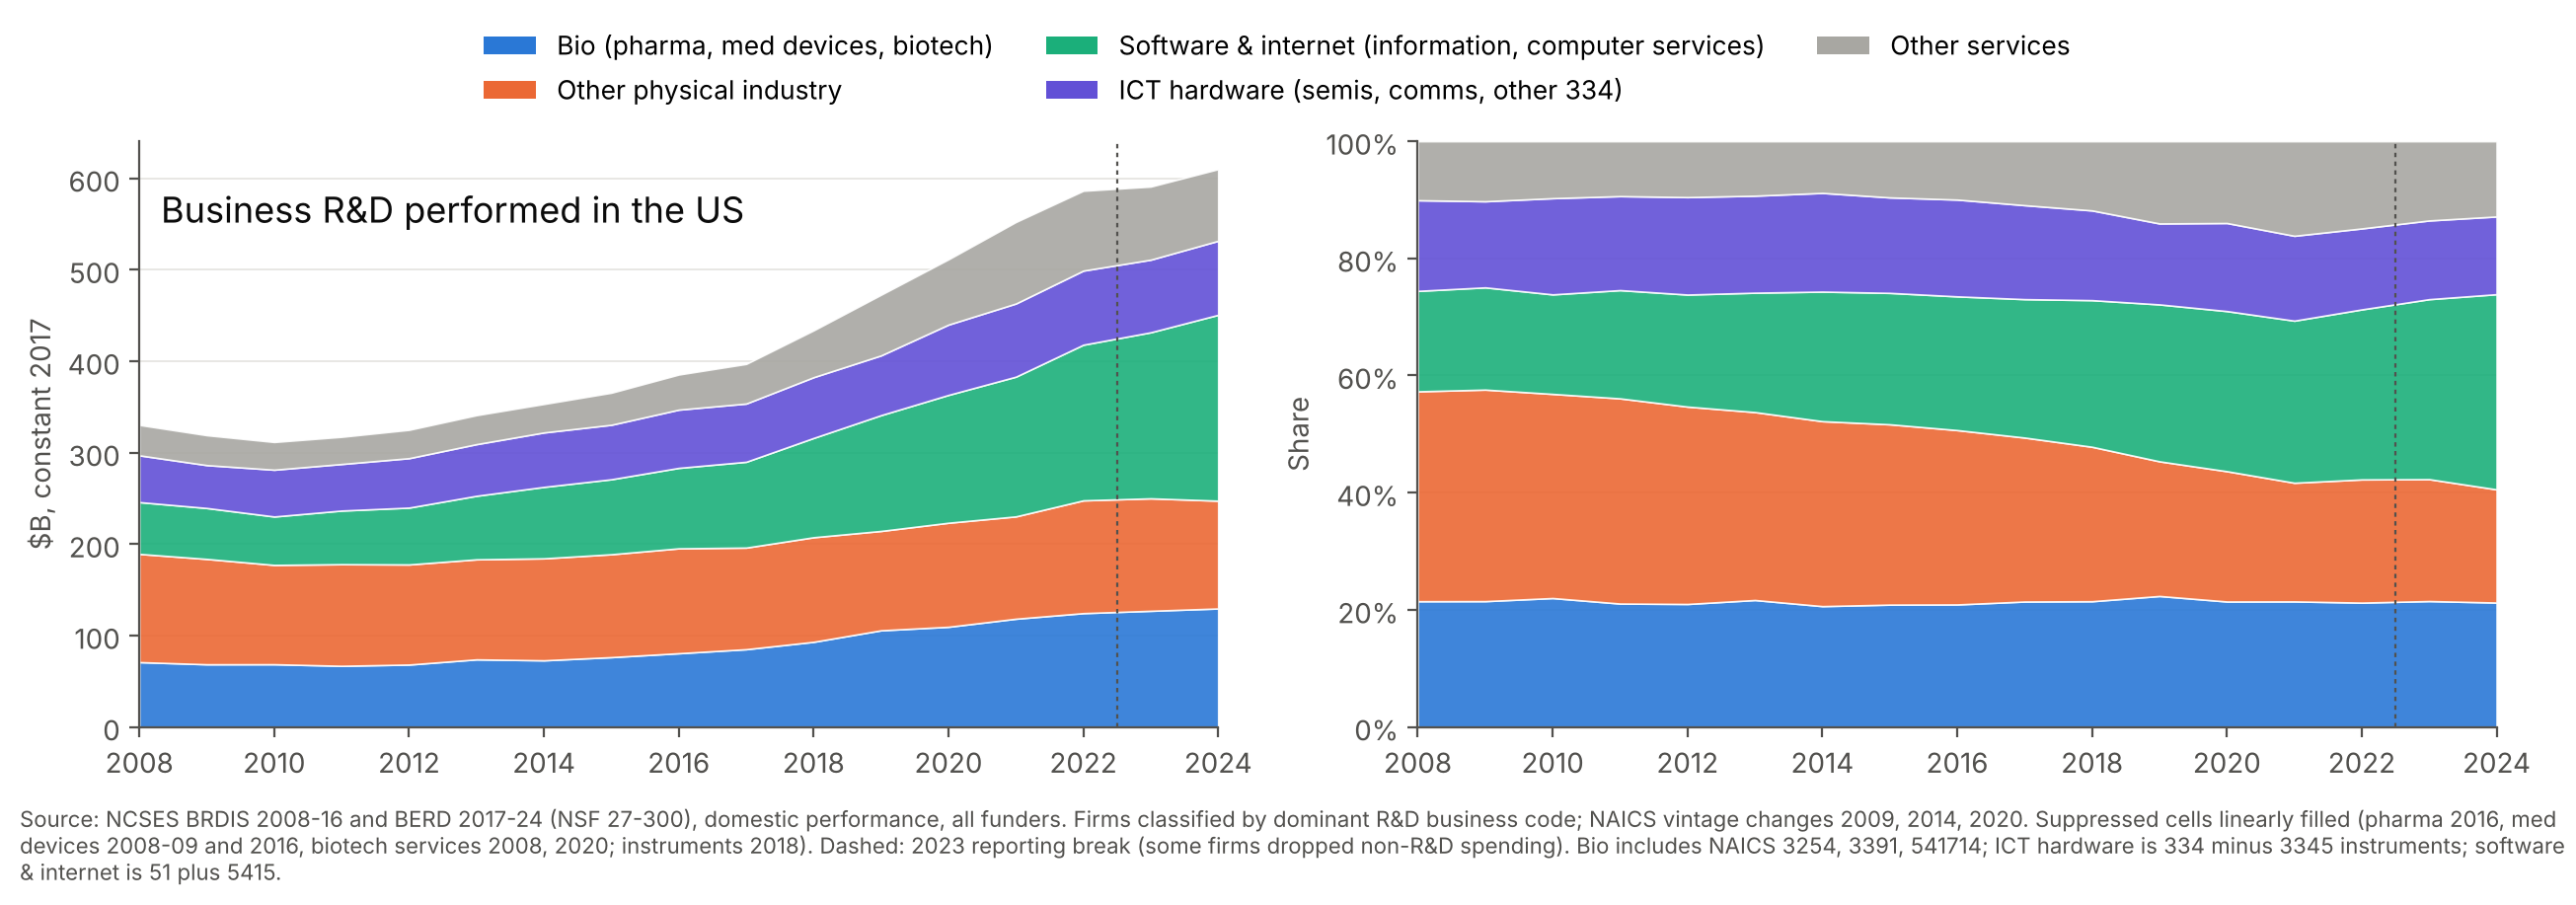 Bio (pharma, med devices, biotech)
Other physical industry
Software & internet (information, computer services)
ICT hardware (semis, comms, other 334)
Other services
Business R&D performed in the US
$B, constant 2017
600
500
400
300
200
100
0
2008
2010
2012
2014
2016
2018
2020
2022
2024
Share
100%
80%
60%
40%
20%
0%
2008
2010
2012
2014
2016
2018
2020
2022
2024
Source: NCSES BRDIS 2008-16 and BERD 2017-24 (NSF 27-300), domestic performance, all funders. Firms classified by dominant R&D business code; NAICS vintage changes 2009, 2014, 2020. Suppressed cells linearly filled (pharma 2016, med
devices 2008-09 and 2016, biotech services 2008, 2020; instruments 2018). Dashed: 2023 reporting break (some firms dropped non-R&D spending). Bio includes NAICS 3254, 3391, 541714; ICT hardware is 334 minus 3345 instruments; software
& internet is 51 plus 5415.